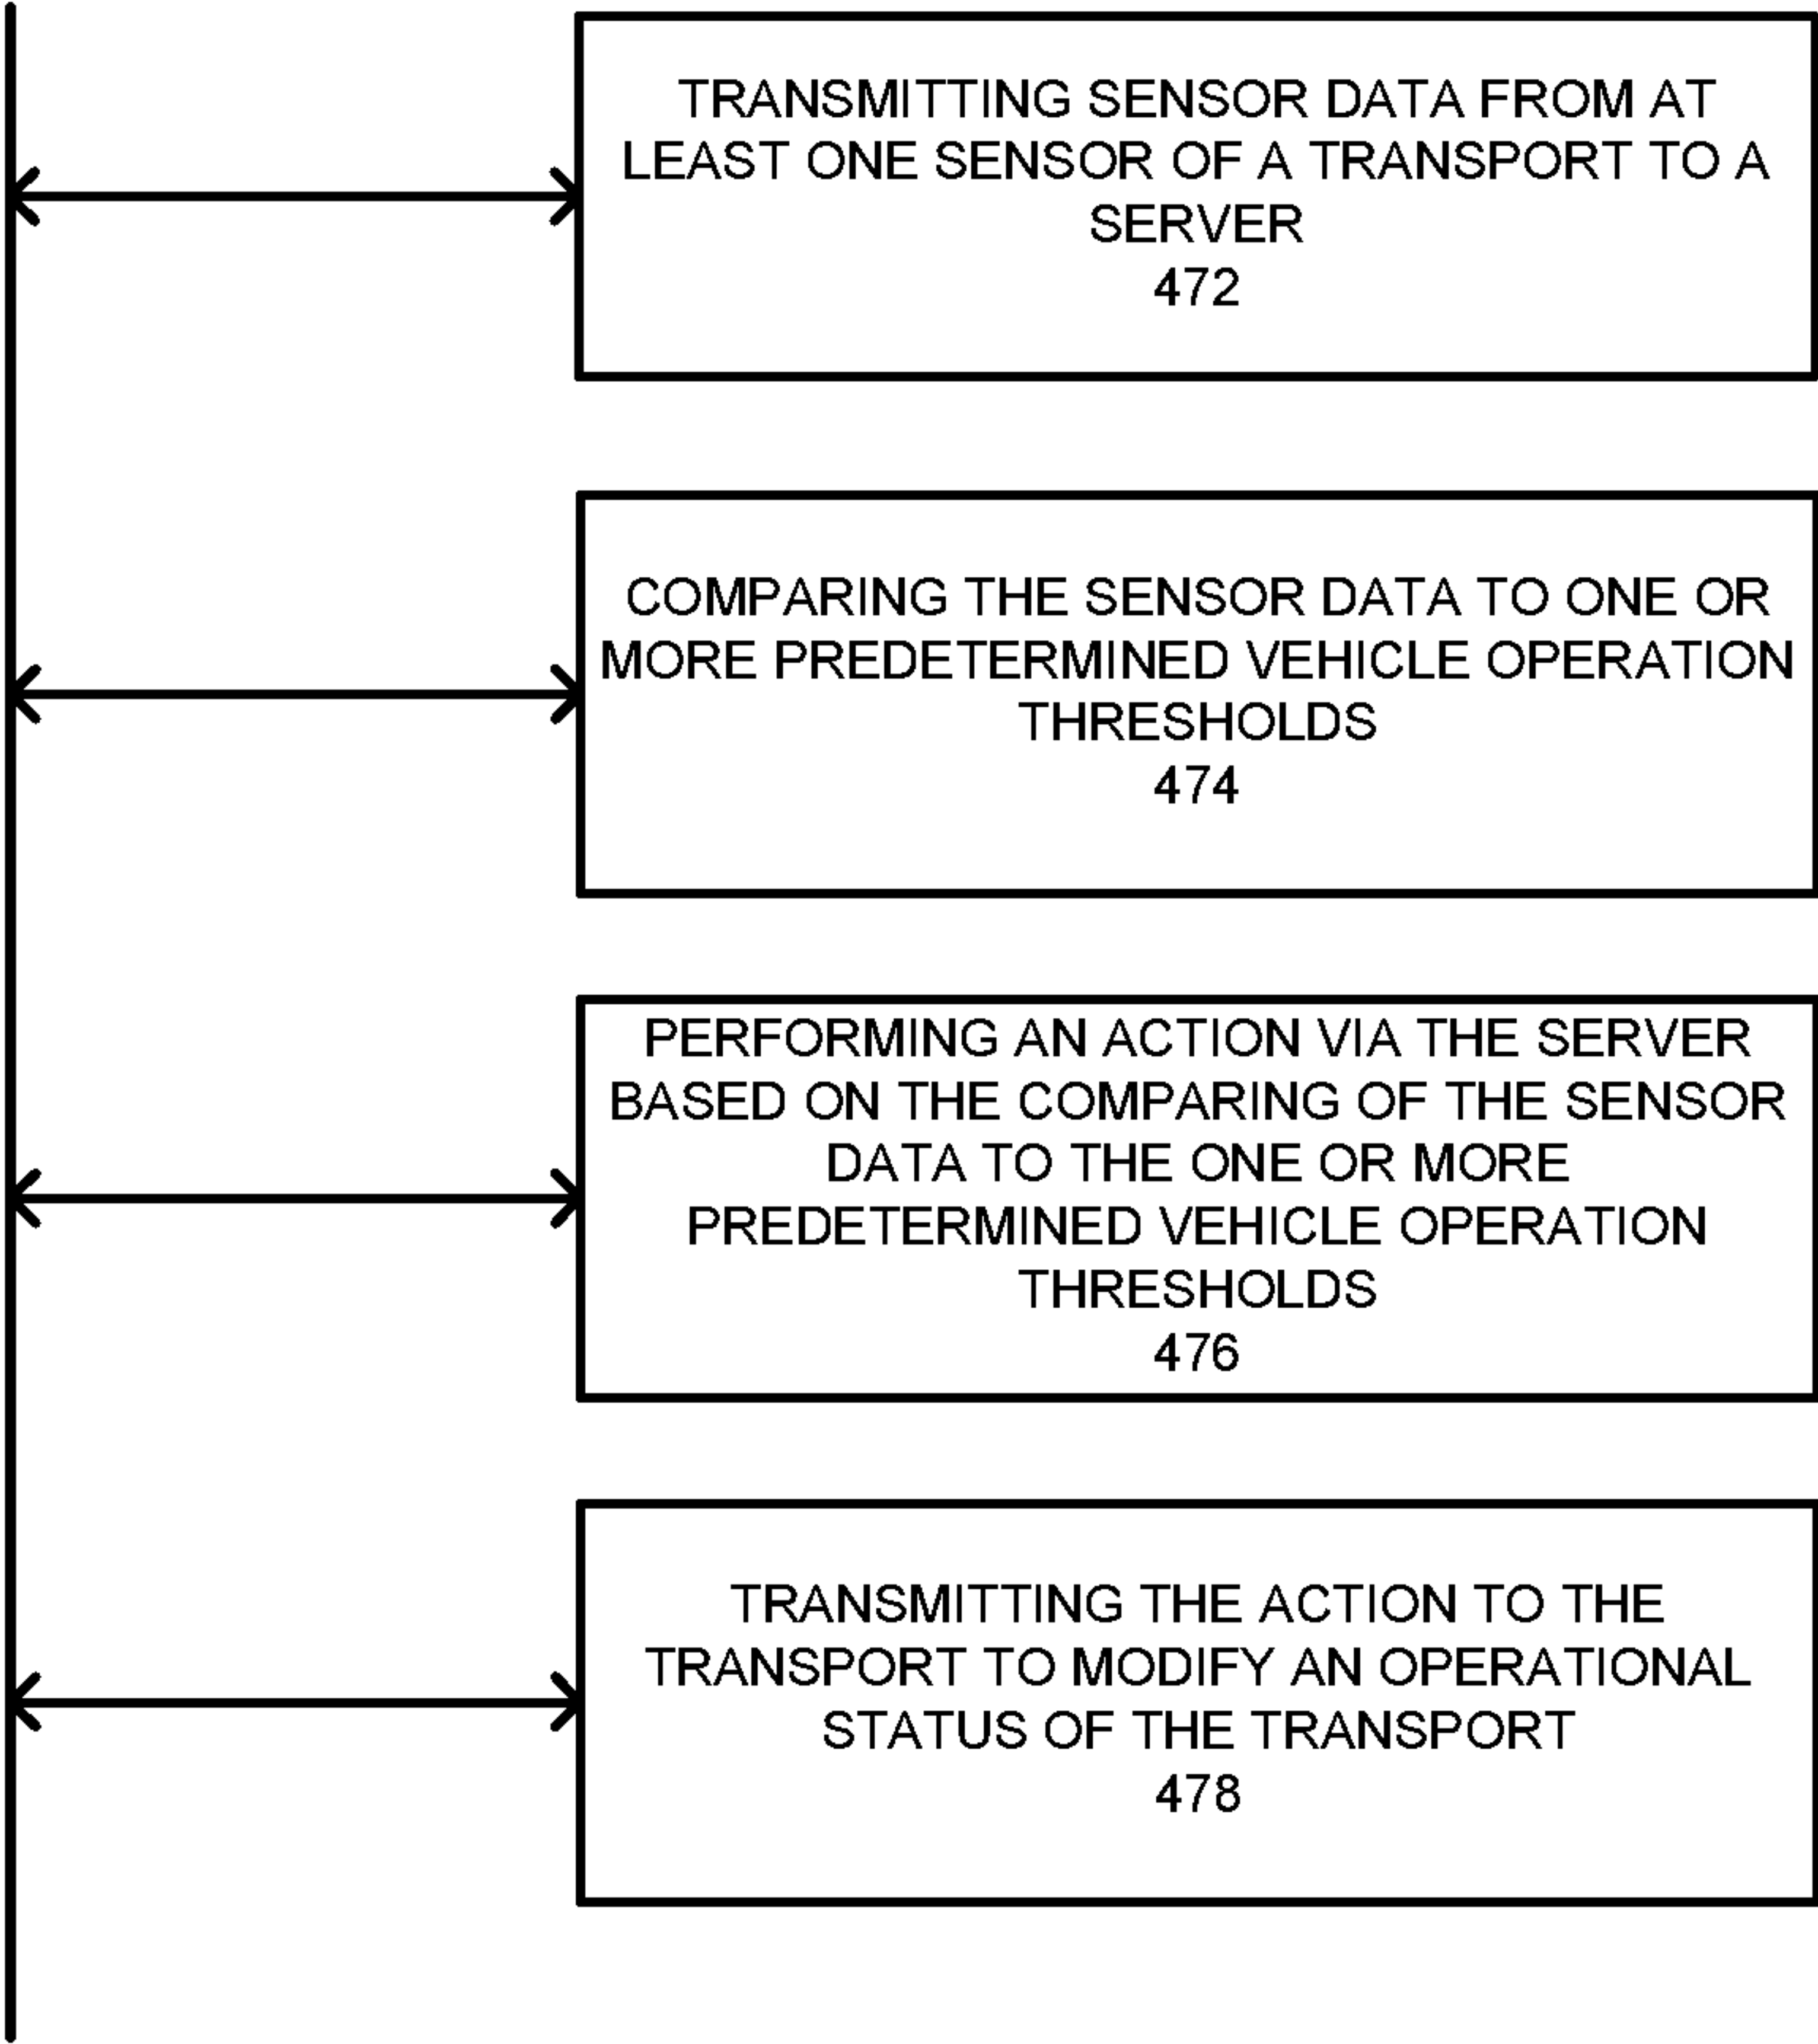 TRANSMITTING SENSOR DATA FROM AT
LEAST ONE SENSOR OF A TRANSPORT TO A
SERVER
472
COMPARING THE SENSOR DATA TO ONE OR
MORE PREDETERMINED VEHICLE OPERATION
THRESHOLDS
474
PERFORMING AN ACTION VIA THE SERVER
BASED ON THE COMPARING OF THE SENSOR
DATA TO THE ONE OR MORE
PREDETERMINED VEHICLE OPERATION
THRESHOLDS
476
TRANSMITTING THE ACTION TO THE
TRANSPORT TO MODIFY AN OPERATIONAL
STATUS OF THE TRANSPORT
478